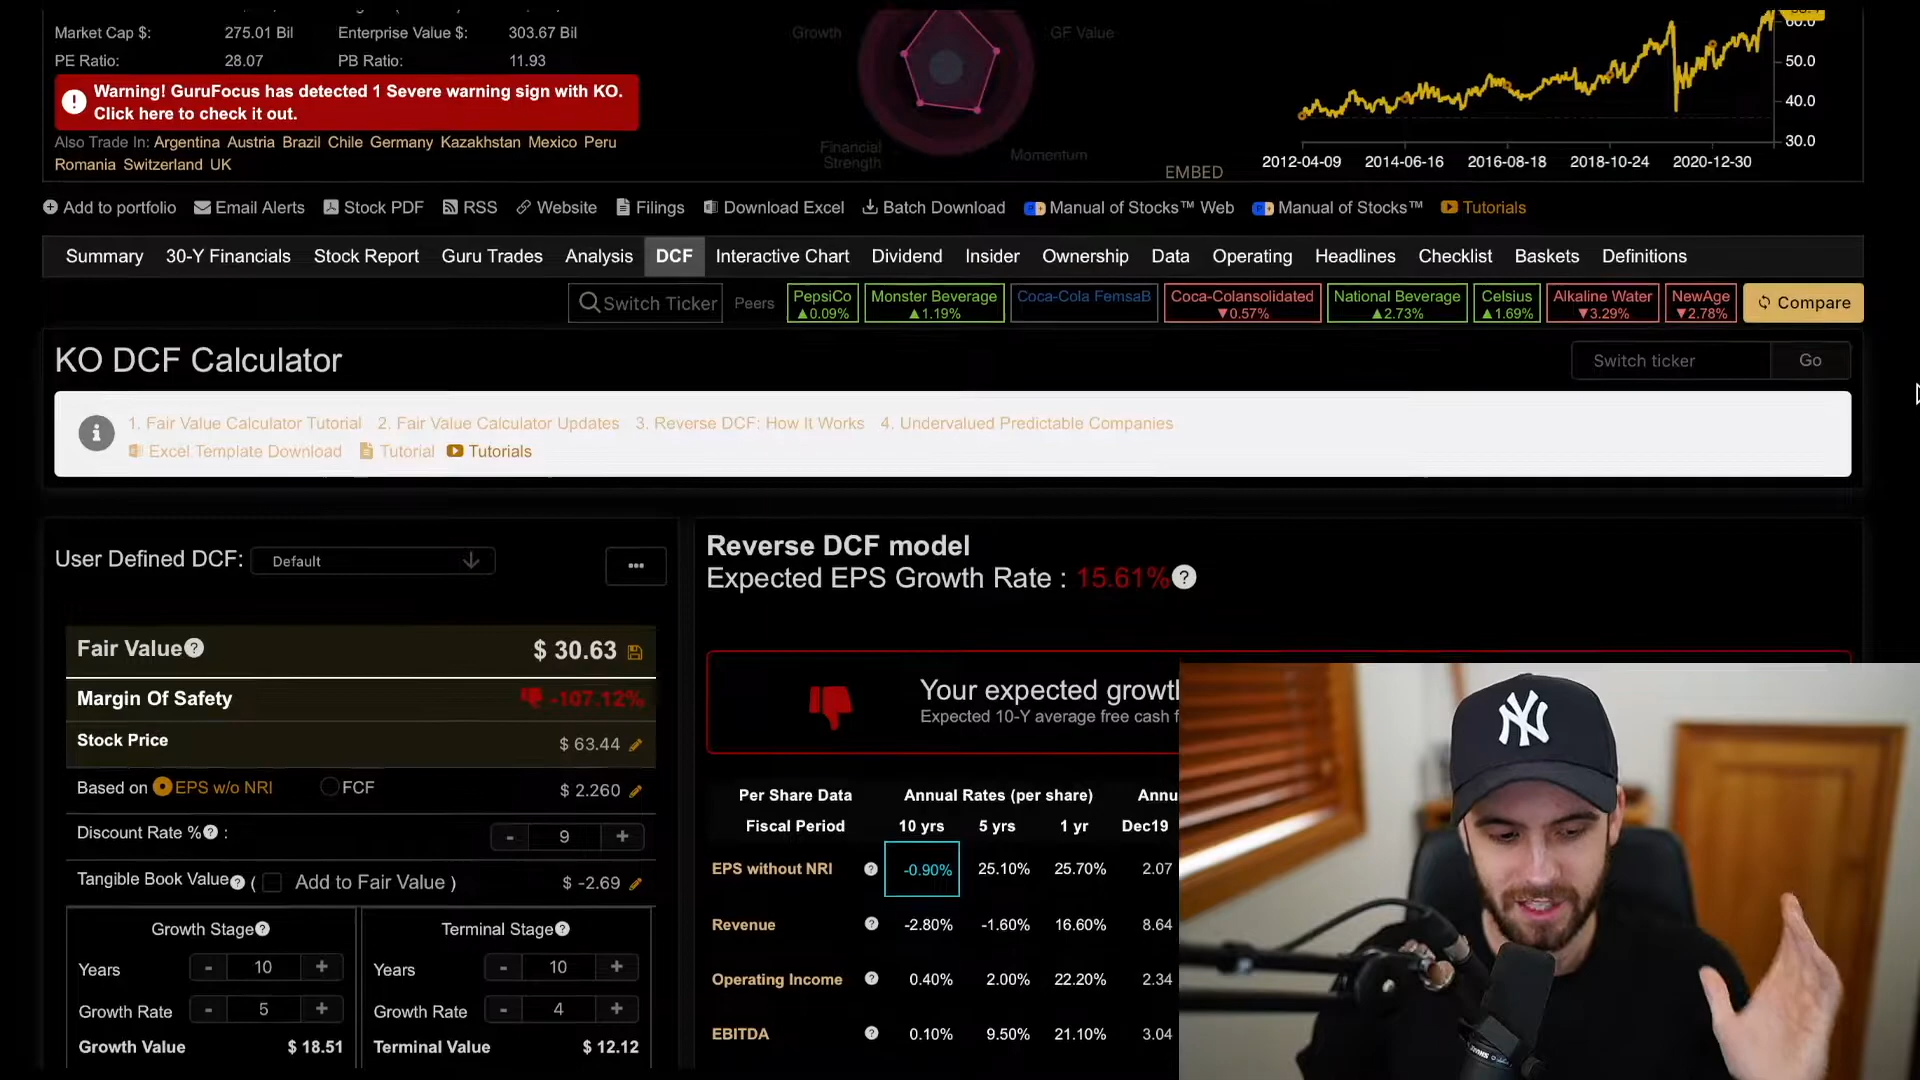 Market Cap $: 275.01 Bil Enterprise Value $: 303.67 Bil
PE Ratio: 28.07 PB Ratio: 11.93
Warning! GuruFocus has detected 1 Severe warning sign with KO.
Click here to check it out.
Also Trade In: Argentina Austria Brazil Chile Germany Kazakhstan Mexico Peru
Romania Switzerland UK
Growth
GF Value
Financial
Strength
Momentum
EMBED
60.0
50.0
40.0
30.0
2012-04-09 2014-06-16 2016-08-18 2018-10-24 2020-12-30
Add to portfolio Email Alerts Stock PDF RSS Website Filings Download Excel Batch Download Manual of Stocks™ Web Manual of Stocks™ Tutorials
Summary 30-Y Financials Stock Report Guru Trades Analysis DCF Interactive Chart Dividend Insider Ownership Data Operating Headlines Checklist Baskets Definitions
Switch Ticker Peers PepsiCo Monster Beverage Coca-Cola FemsaB Coca-Colansolidated National Beverage Celsius Alkaline Water NewAge Compare
▲0.09% ▲1.19% ▼0.57% ▲2.73% ▲1.69% ▼3.29% ▼2.78%
KO DCF Calculator
Switch ticker Go
1. Fair Value Calculator Tutorial 2. Fair Value Calculator Updates 3. Reverse DCF: How It Works 4. Undervalued Predictable Companies
Excel Template Download Tutorial Tutorials
User Defined DCF: Default ...
Fair Value $ 30.63
Margin Of Safety -107.12%
Stock Price $ 63.44
Based on EPS w/o NRI FCF $ 2.260
Discount Rate % : - 9 +
Tangible Book Value ( Add to Fair Value ) $ -2.69
Growth Stage Terminal Stage
Years - 10 + Years - 10 +
Growth Rate - 5 + Growth Rate - 4 +
Growth Value $ 18.51 Terminal Value $ 12.12
Reverse DCF model
Expected EPS Growth Rate : 15.61%
Your expected growth
Expected 10-Y average free cash f
Per Share Data Annual Rates (per share) Annu
Fiscal Period 10 yrs 5 yrs 1 yr Dec19
EPS without NRI -0.90% 25.10% 25.70% 2.07
Revenue -2.80% -1.60% 16.60% 8.64
Operating Income 0.40% 2.00% 22.20% 2.34
EBITDA 0.10% 9.50% 21.10% 3.04
NY